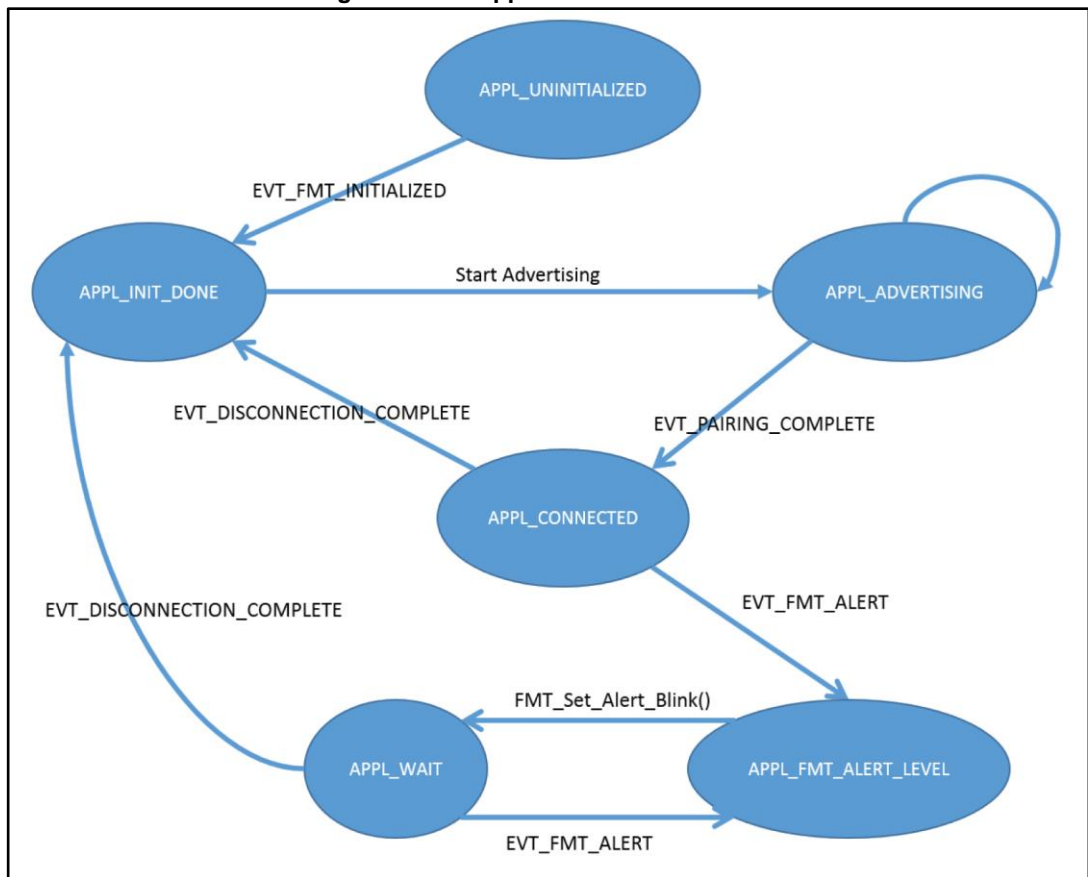 APPL_UNINITIALIZED
EVT_FMT_INITIALIZED
Start Advertising
APPL_INIT_DONE
APPL_ADVERTISING
EVT_DISCONNECTION_COMPLETE
EVT_PAIRING_COMPLETE
APPL_CONNECTED
EVT_DISCONNECTION_COMPLETE
EVT_FMT_ALERT
FMT_Set_Alert_Blink()
APPL_WAIT
APPL_FMT_ALERT_LEVEL
EVT_FMT_ALERT